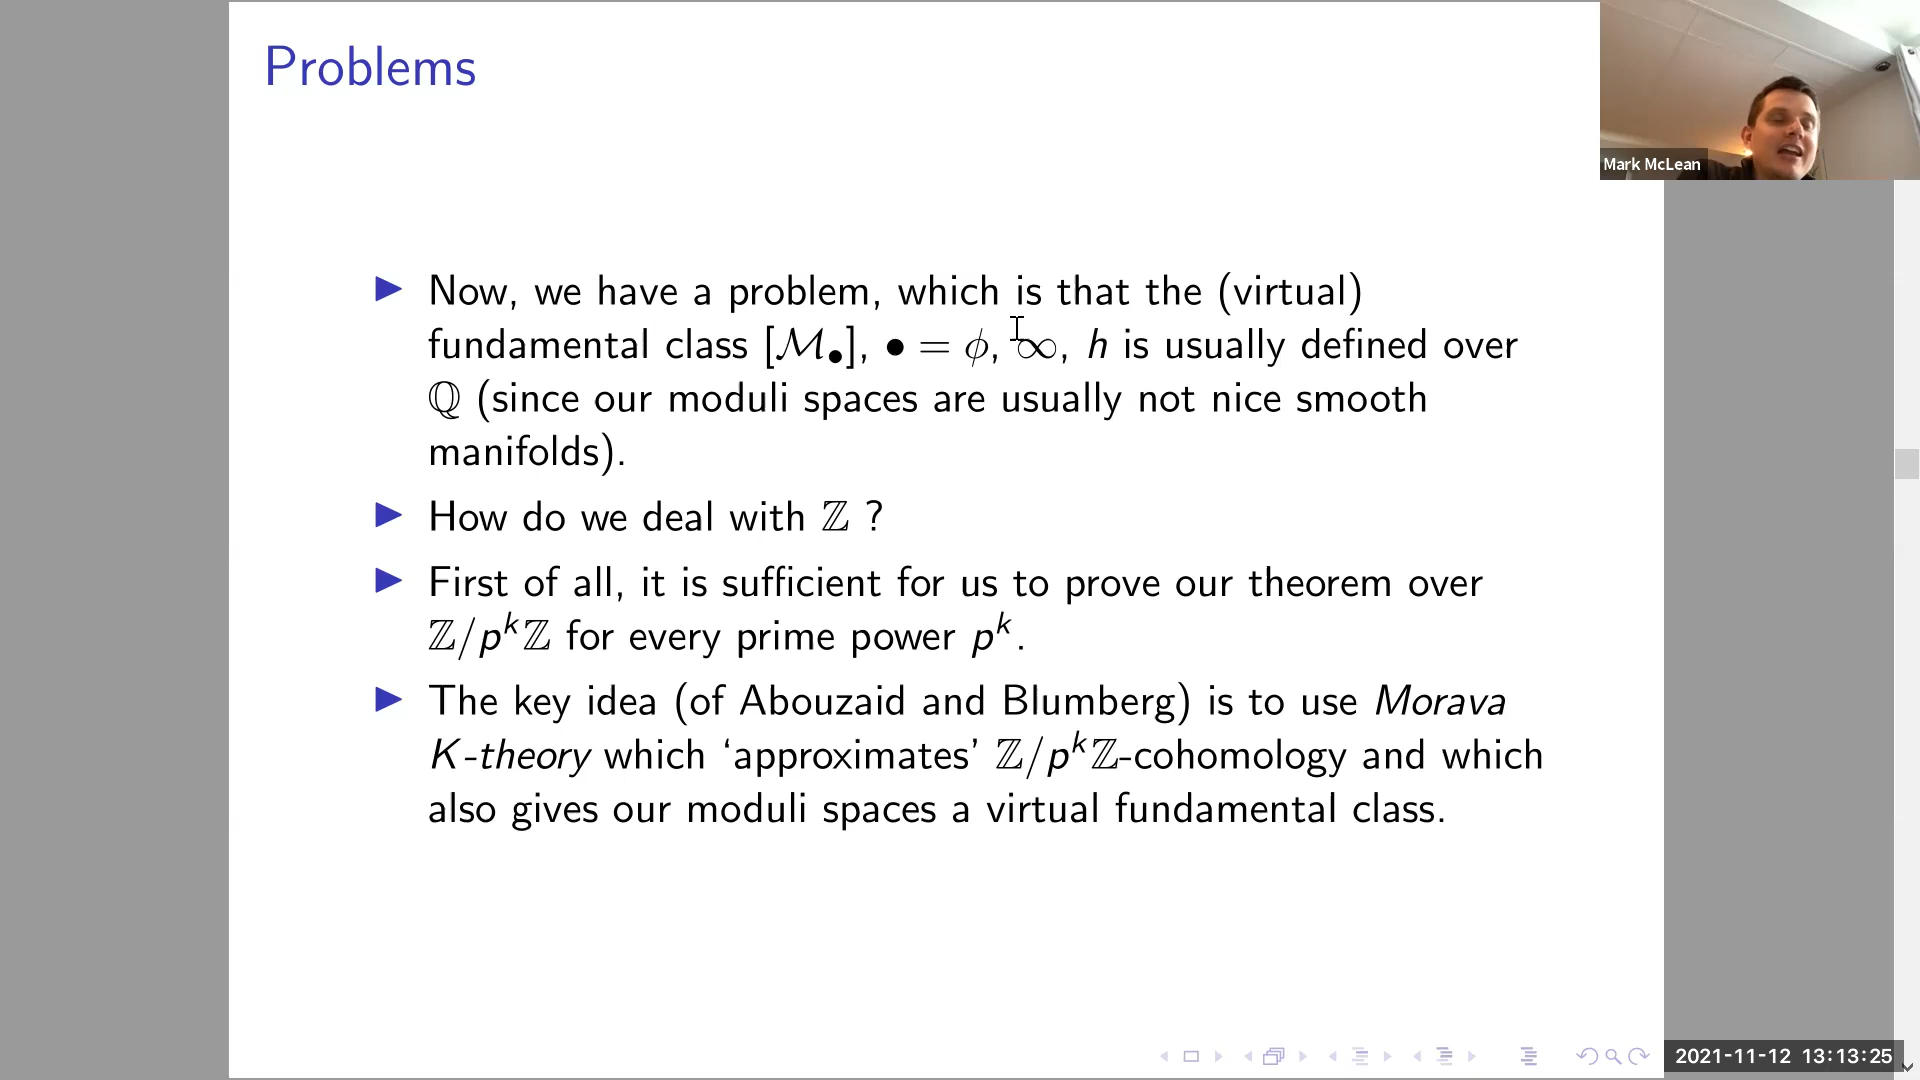 Problems
Mark McLean
Now, we have a problem, which is that the (virtual)
fundamental class [ℳ•], • = ϕ, ∞, h is usually defined over
ℚ (since our moduli spaces are usually not nice smooth
manifolds).
How do we deal with ℤ ?
First of all, it is sufficient for us to prove our theorem over
ℤ/pᵏℤ for every prime power pᵏ.
The key idea (of Abouzaid and Blumberg) is to use Morava
K-theory which ‘approximates’ ℤ/pᵏℤ-cohomology and which
also gives our moduli spaces a virtual fundamental class.
2021-11-12 13:13:25